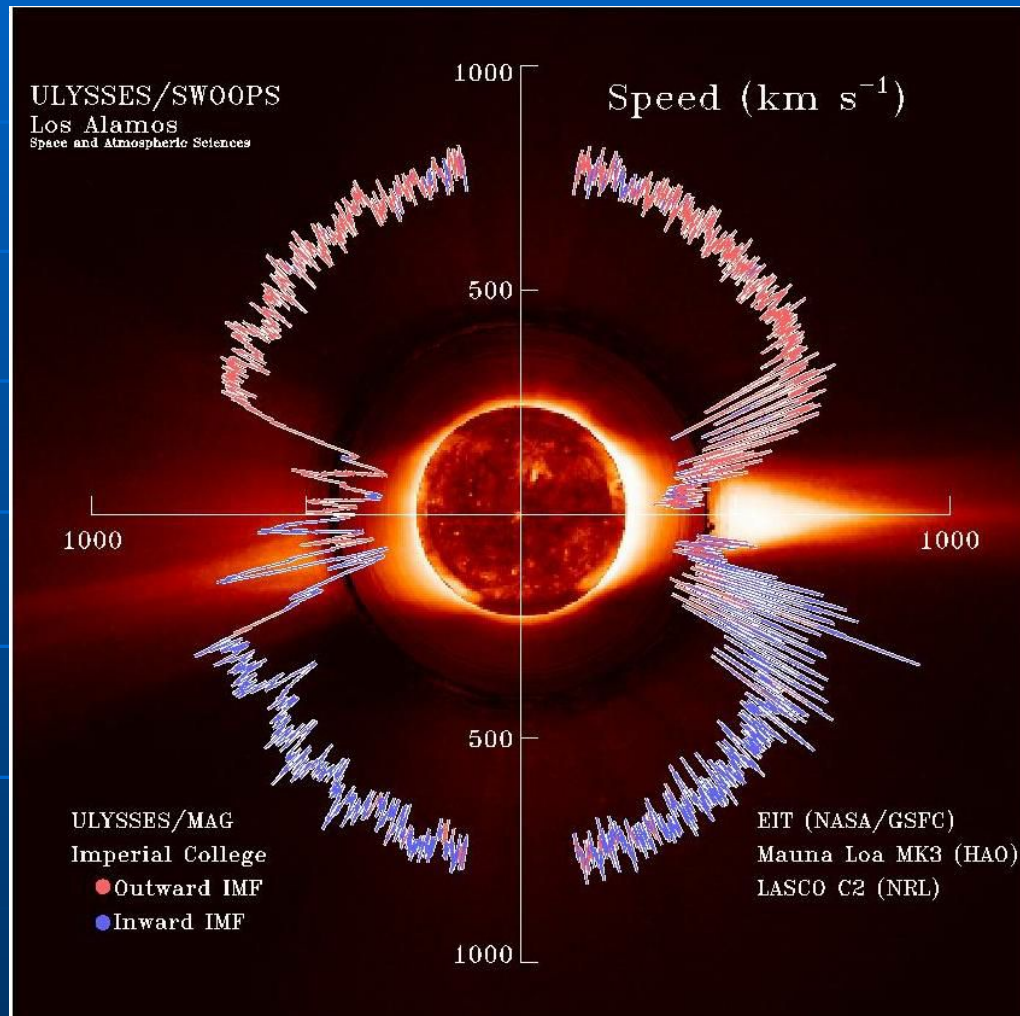 ULYSSES/SWOOPS
Los Alamos
Space and Atmospheric Sciences
Speed (km s⁻¹)
1000
500
1000
1000
500
1000
ULYSSES/MAG
Imperial College
Outward IMF
Inward IMF
EIT (NASA/GSFC)
Mauna Loa MK3 (HAO)
LASCO C2 (NRL)